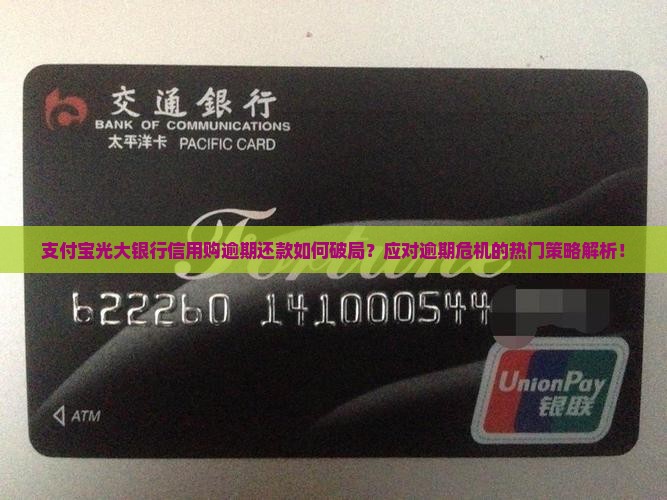 交通銀行
BANK OF COMMUNICATIONS
太平洋卡 PACIFIC CARD
Fortune
支付宝光大银行信用购逾期还款如何破局？应对逾期危机的热门策略解析！
622260 141000544
UnionPay
银联
ATM